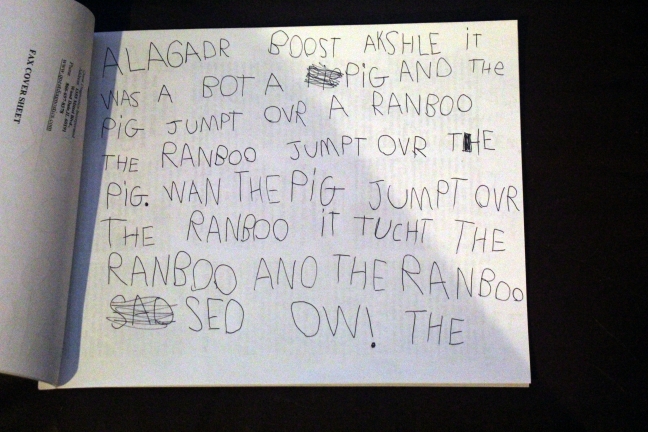 FAX COVER SHEET
ALAGADR BOOST AKSHLE iT
WAS A BOT A PiG AND THe
PiG JUMPT OVR A RANBOO
THE RANBOO JUMPT OVR THE
PiG. WAN THE PiG JUMPT OVR
THE RANBOO iT TUCHT THE
RANBOO AND THE RANBOO
SED OW! THE